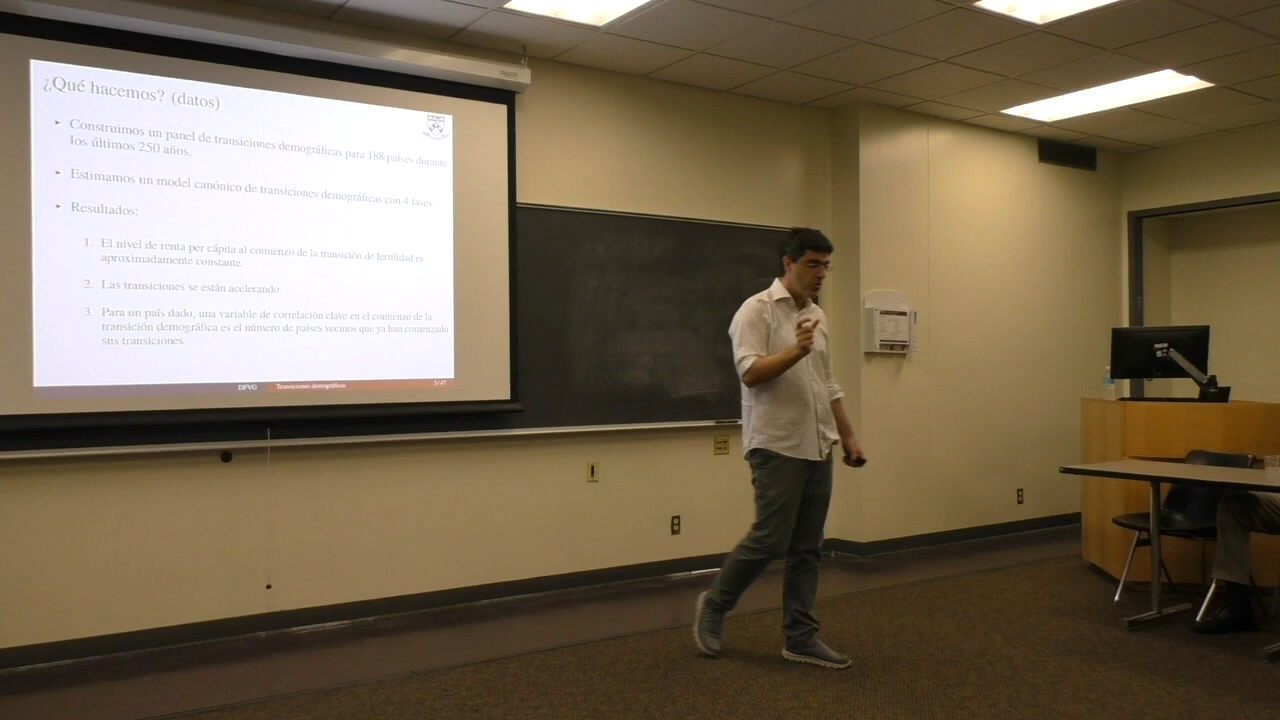 ¿Qué hacemos? (datos)
Construimos un panel de transiciones demográficas para 188 países durante
los últimos 250 años.
Estimamos un model canónico de transiciones demográficas con 4 fases.
Resultados:
1. El nivel de renta per cápita al comienzo de la transición de fertilidad es
aproximadamente constante.
2. Las transiciones se están acelerando.
3. Para un país dado, una variable de correlación clave en el comienzo de la
transición demográfica es el número de países vecinos que ya han comenzado
sus transiciones.
DFVG Transiciones demográficas 3/47